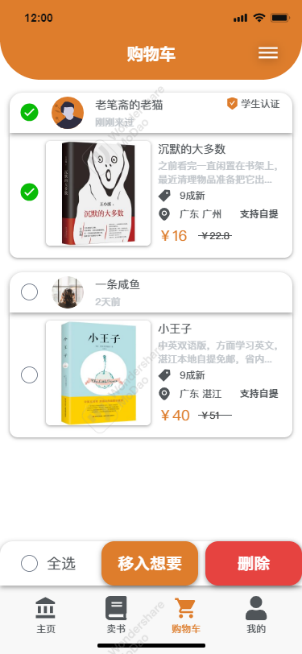 12:00
购物车
老笔斋的老猫
刚刚来过
学生认证
沉默的大多数
沉默的大多数
之前看完一直闲置在书架上，
最近清理物品准备把它出...
9成新
广东 广州
支持自提
￥16
￥22.8
一条咸鱼
2天前
小王子
小王子
中英双语版，方面学习英文，
湛江本地自提免邮，省内...
9成新
广东 湛江
支持自提
￥40
￥51
全选
移入想要
删除
主页
卖书
购物车
我的
Wondershare
MoDao
Wondershare
MoDao
Wondershare